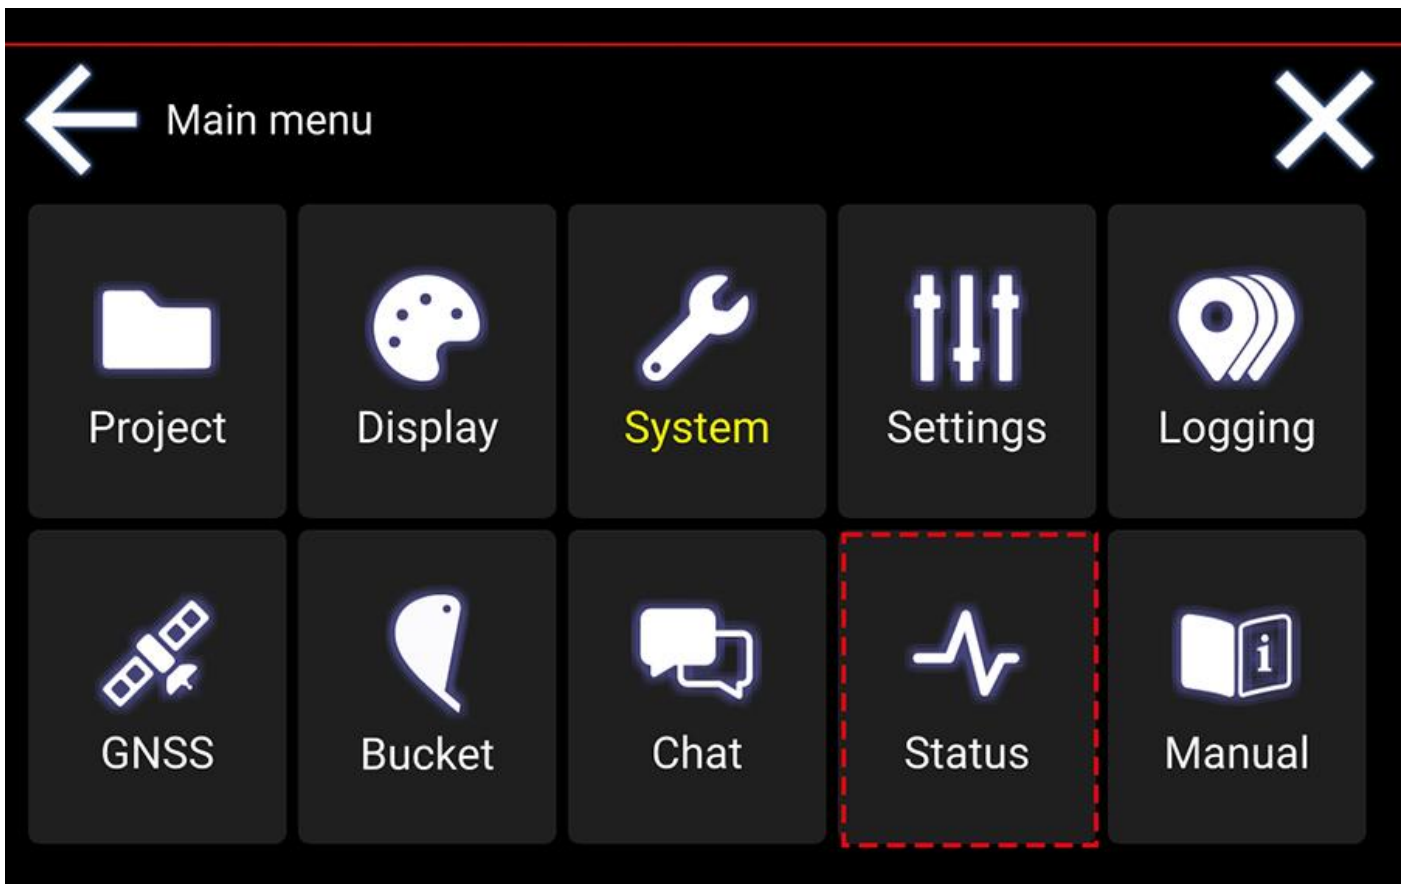 Main menu
Project
Display
System
Settings
Logging
GNSS
Bucket
Chat
Status
i
Manual